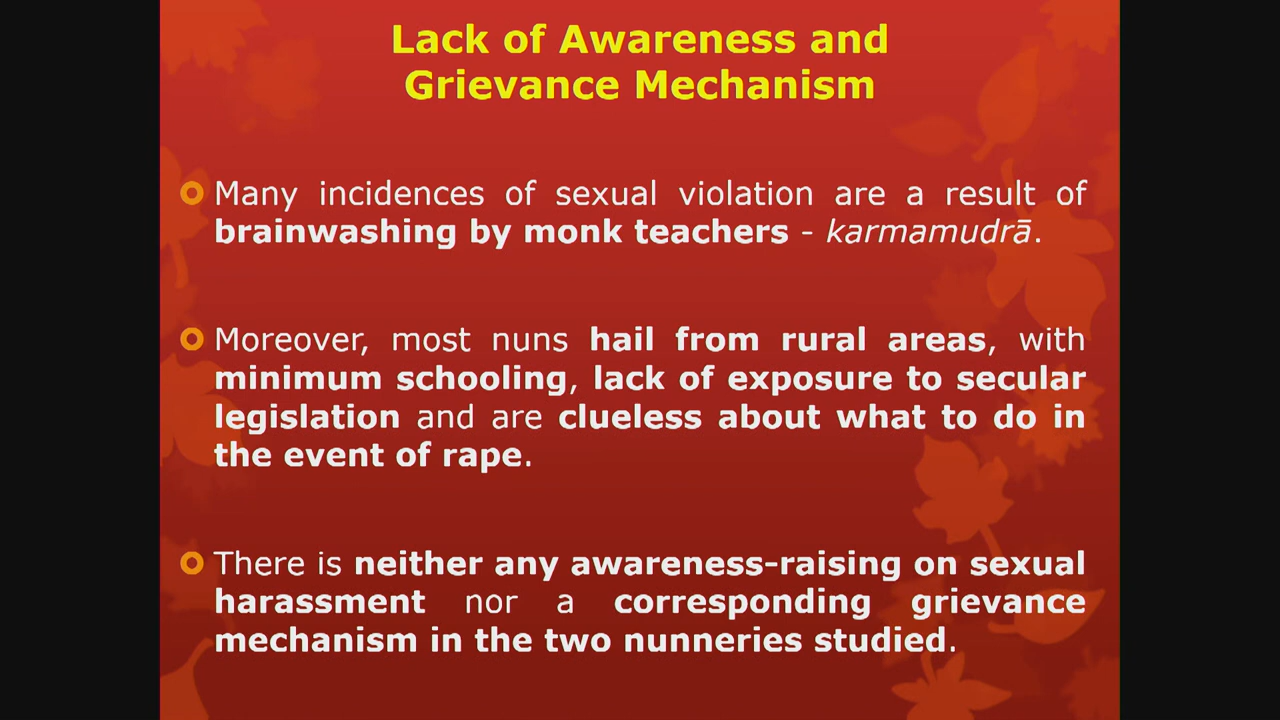 Lack of Awareness and
Grievance Mechanism
Many incidences of sexual violation are a result of
brainwashing by monk teachers - karmamudrā.
Moreover, most nuns hail from rural areas, with
minimum schooling, lack of exposure to secular
legislation and are clueless about what to do in
the event of rape.
There is neither any awareness-raising on sexual
harassment nor a corresponding grievance
mechanism in the two nunneries studied.